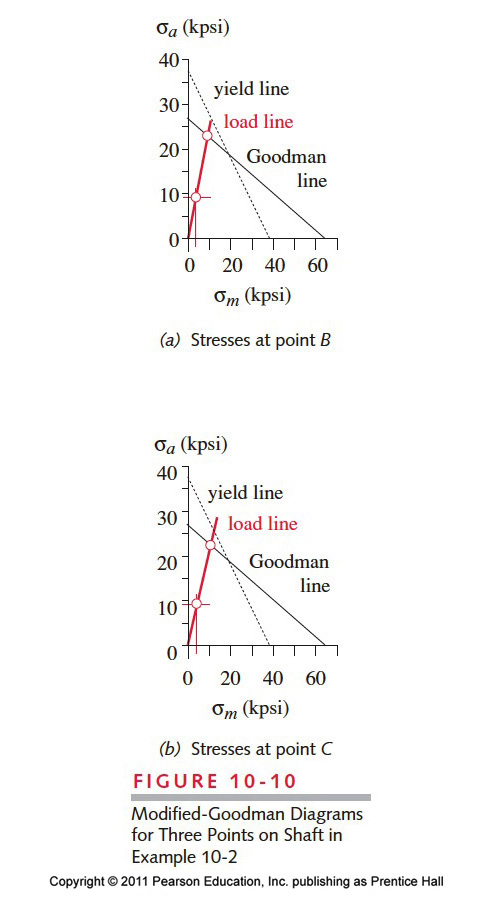 σa (kpsi)
40
yield line
30
load line
20
Goodman
line
10
0
0 20 40 60
σm (kpsi)
(a) Stresses at point B
σa (kpsi)
40
yield line
30
load line
20
Goodman
line
10
0
0 20 40 60
σm (kpsi)
(b) Stresses at point C
FIGURE 10-10
Modified-Goodman Diagrams
for Three Points on Shaft in
Example 10-2
Copyright © 2011 Pearson Education, Inc. publishing as Prentice Hall